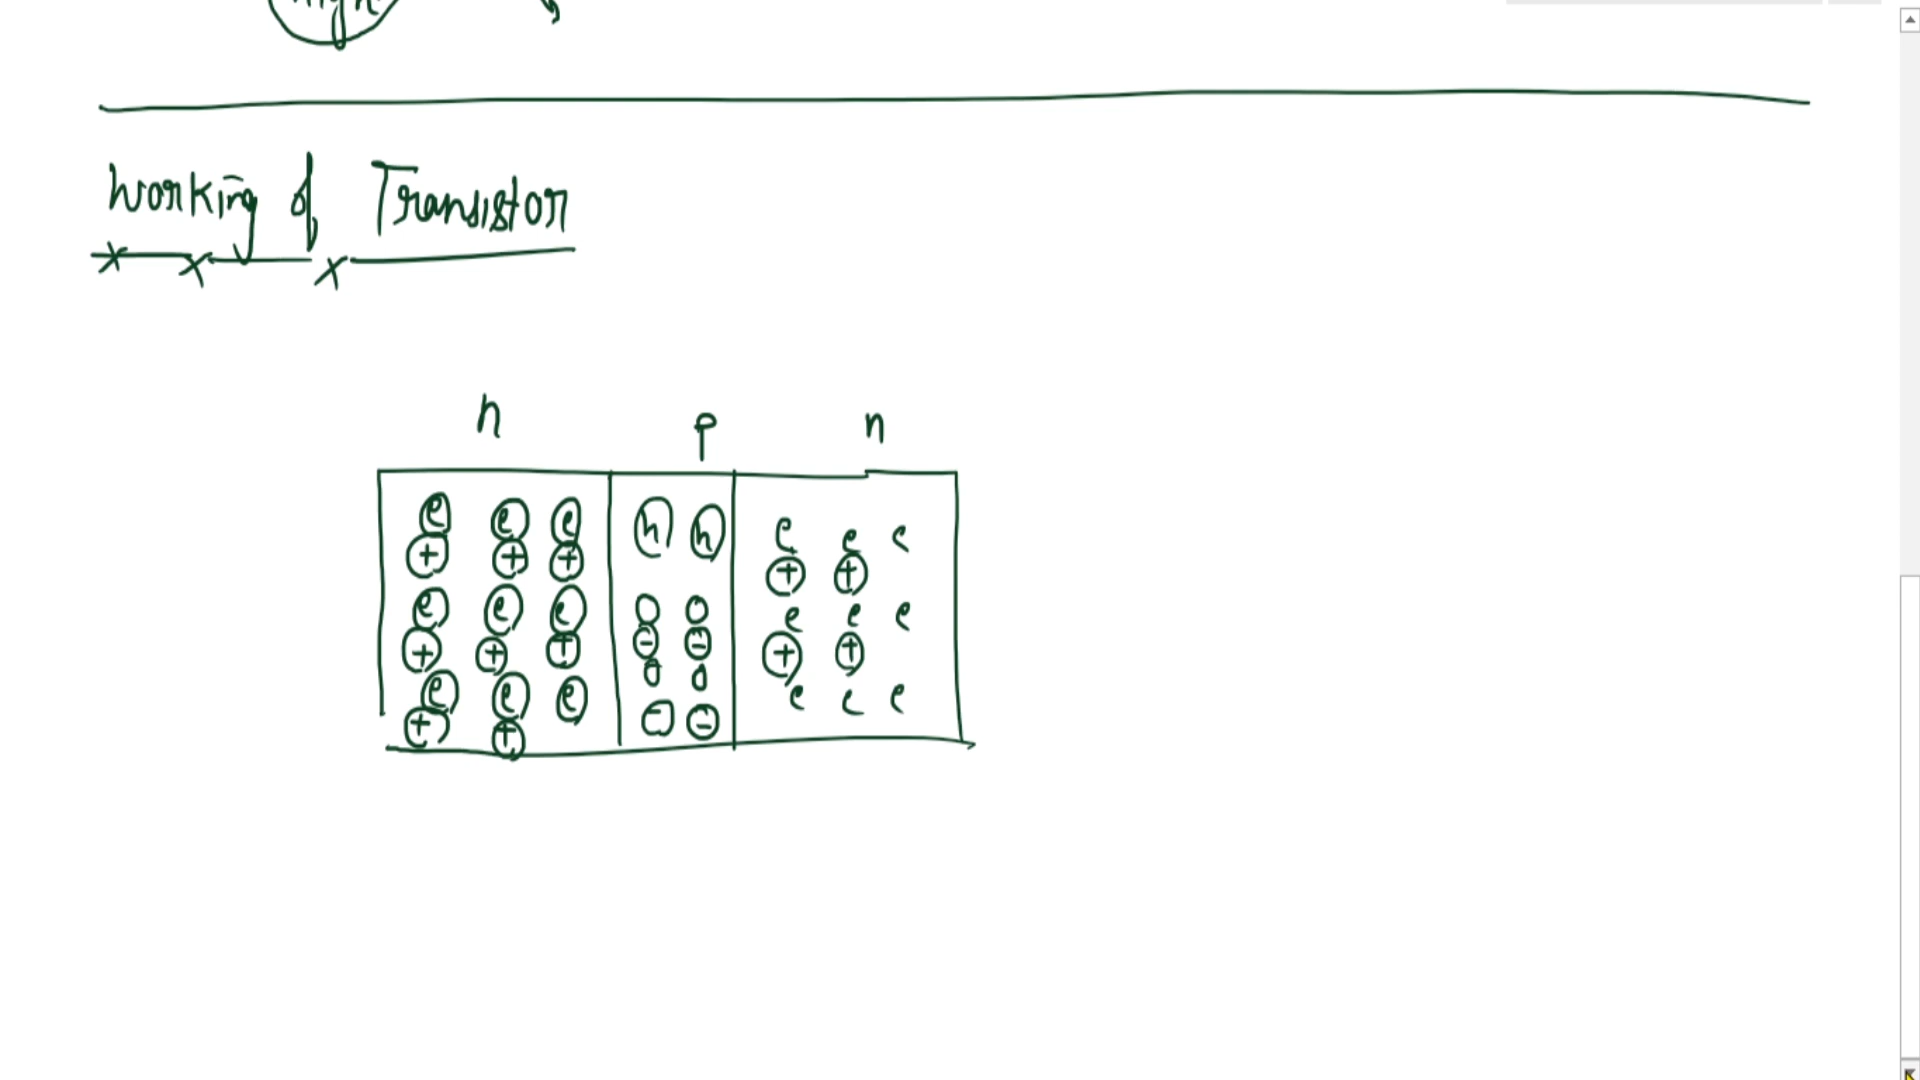 Working of Transistor
n p n
e e e h h e e e
+ + + + +
e e e o o e e e
+ + + - - + +
e e e o o e e e
+ + - -